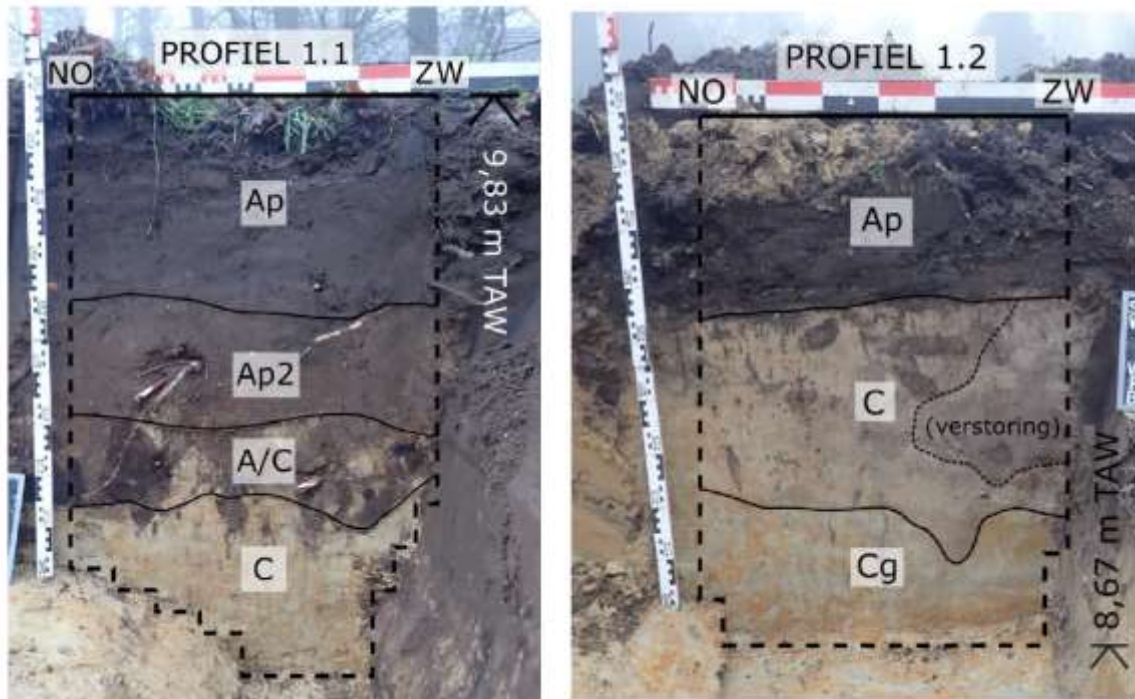 PROFIEL 1.1
NO
ZW
Ap
9,83 m TAW
Ap2
A/C
C
PROFIEL 1.2
NO
ZW
Ap
C
(verstoring)
Cg
8,67 m TAW